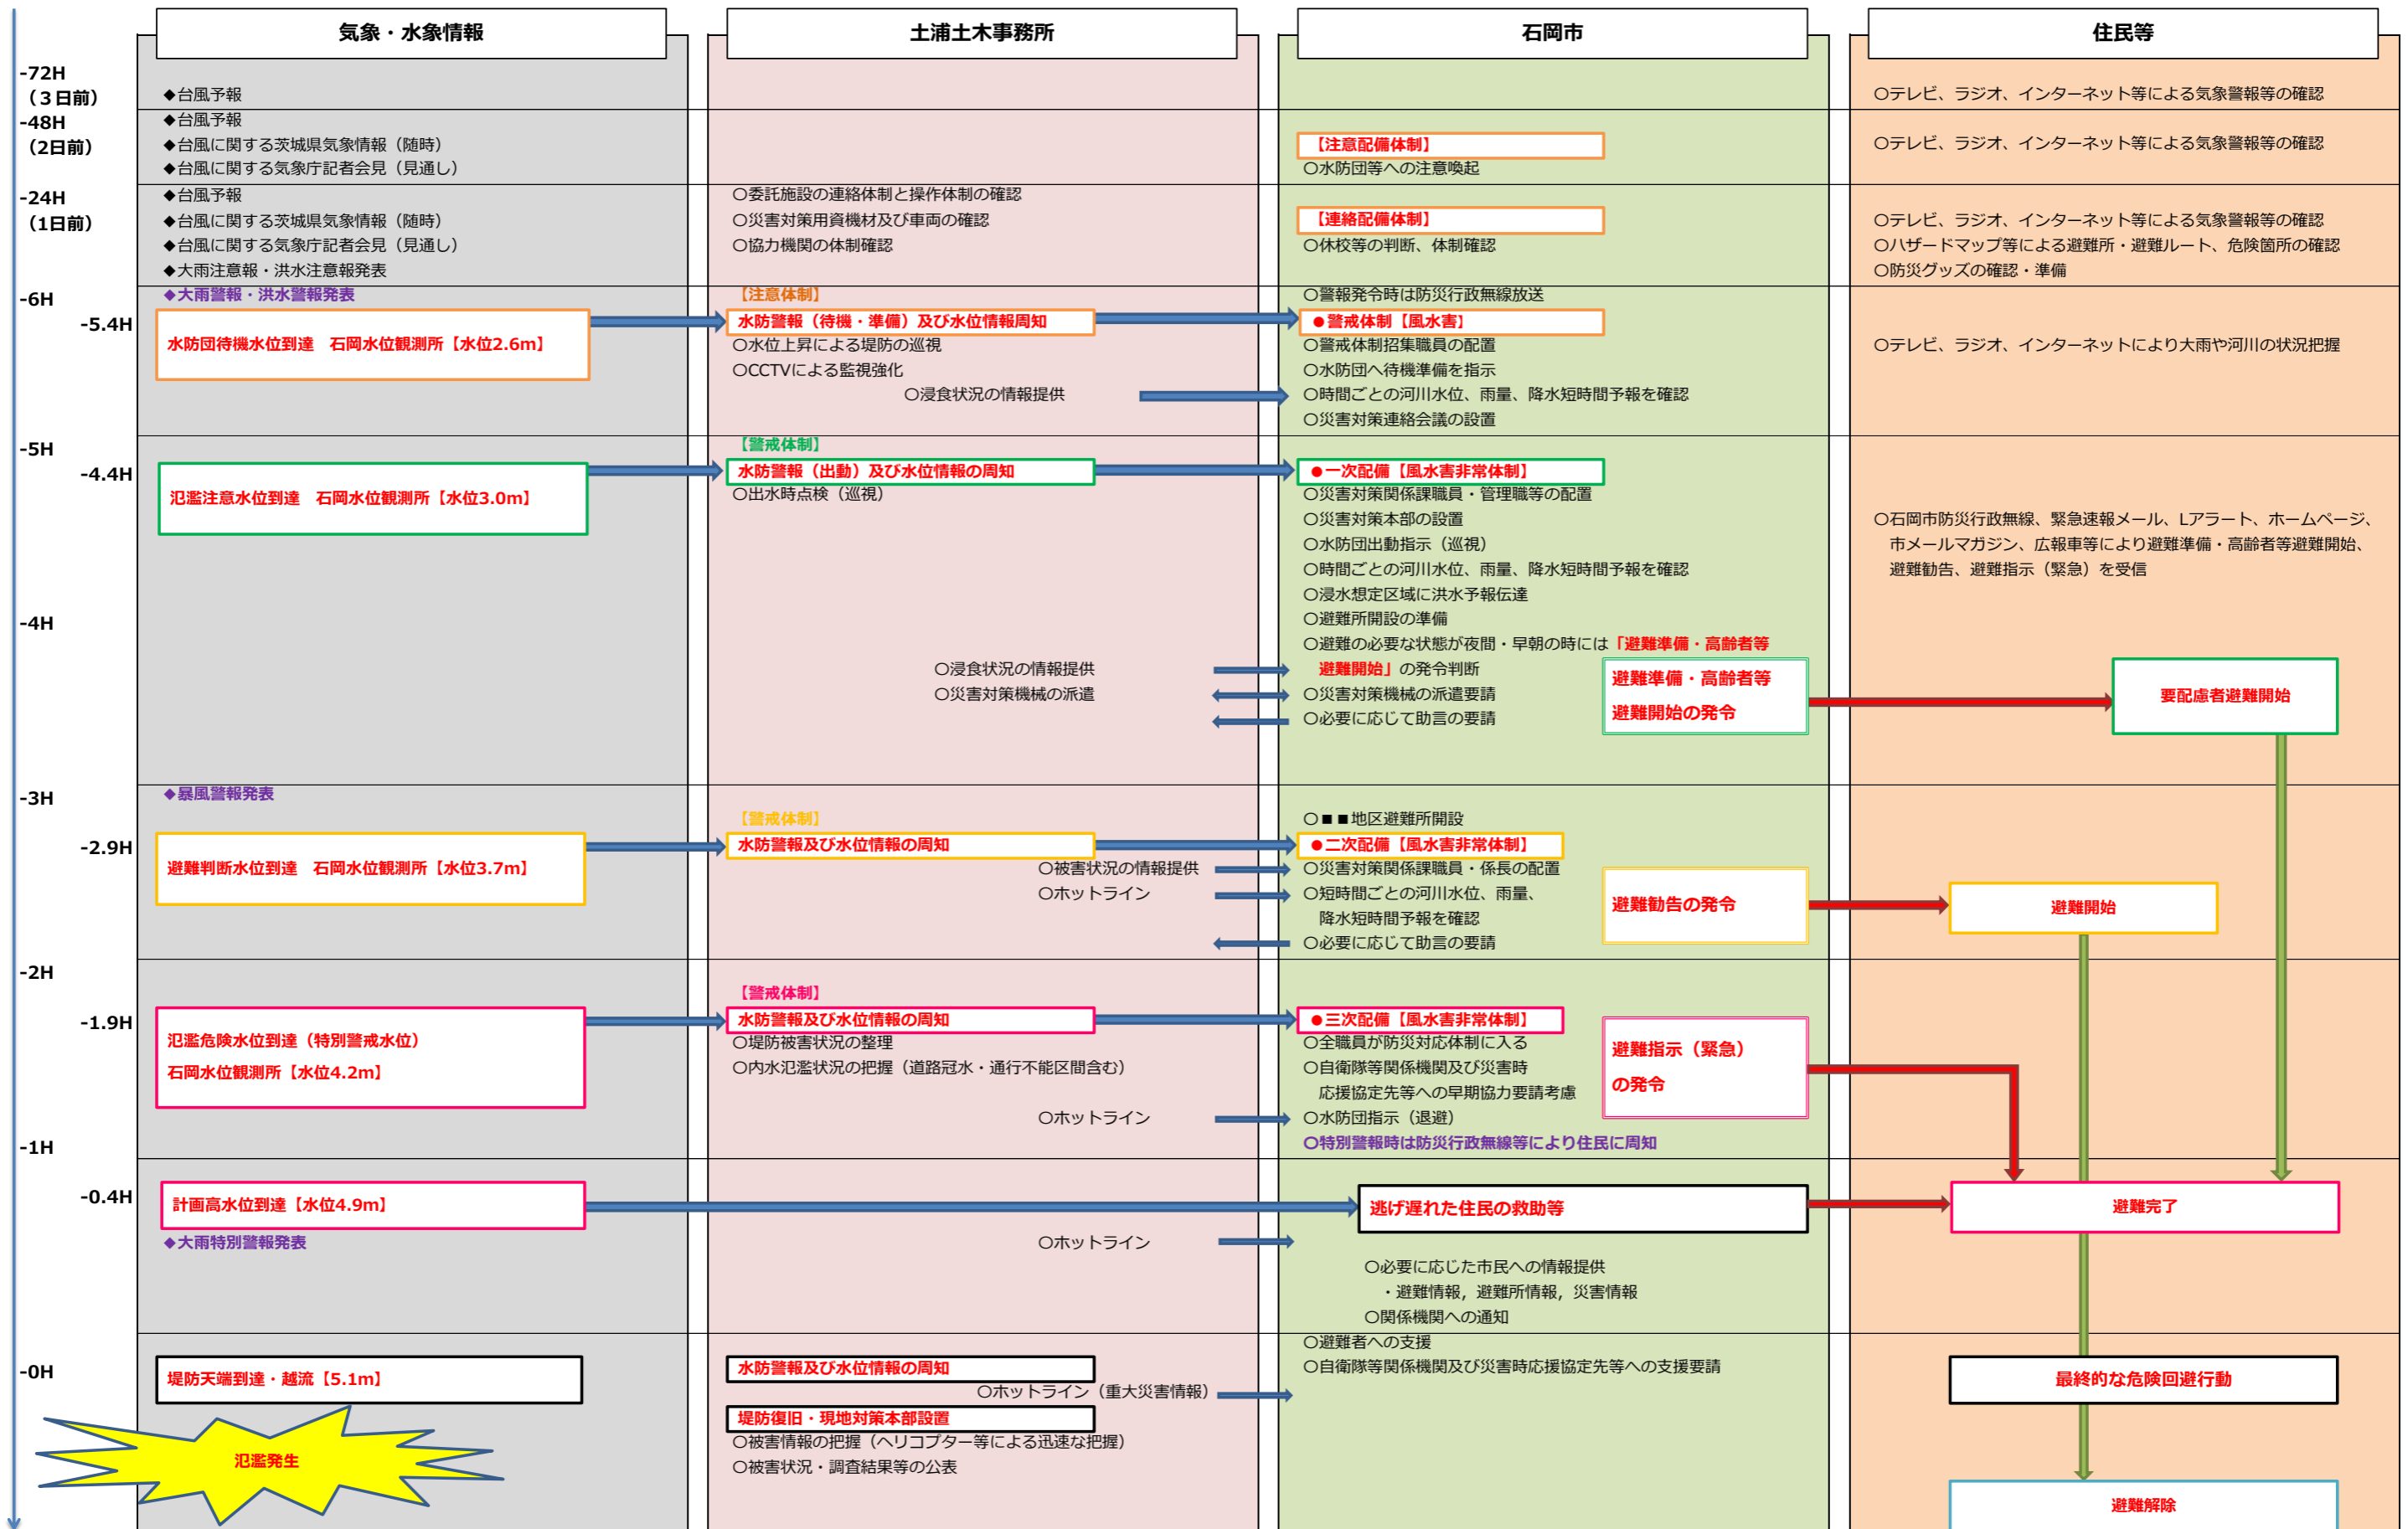 気象・水象情報
土浦土木事務所
石岡市
住民等
-72H
（３日前）
◆台風予報
〇テレビ、ラジオ、インターネット等による気象警報等の確認
-48H
（2日前）
◆台風予報
◆台風に関する茨城県気象情報（随時）
◆台風に関する気象庁記者会見（見通し）
【注意配備体制】
〇水防団等への注意喚起
〇テレビ、ラジオ、インターネット等による気象警報等の確認
-24H
（1日前）
◆台風予報
◆台風に関する茨城県気象情報（随時）
◆台風に関する気象庁記者会見（見通し）
◆大雨注意報・洪水注意報発表
〇委託施設の連絡体制と操作体制の確認
〇災害対策用資機材及び車両の確認
〇協力機関の体制確認
【連絡配備体制】
〇休校等の判断、体制確認
〇テレビ、ラジオ、インターネット等による気象警報等の確認
〇ハザードマップ等による避難所・避難ルート、危険箇所の確認
〇防災グッズの確認・準備
-6H
-5.4H
◆大雨警報・洪水警報発表
水防団待機水位到達　石岡水位観測所【水位2.6m】
【注意体制】
水防警報（待機・準備）及び水位情報周知
〇水位上昇による堤防の巡視
〇CCTVによる監視強化
〇浸食状況の情報提供
〇警報発令時は防災行政無線放送
●警戒体制【風水害】
〇警戒体制招集職員の配置
〇水防団へ待機準備を指示
〇時間ごとの河川水位、雨量、降水短時間予報を確認
〇災害対策連絡会議の設置
〇テレビ、ラジオ、インターネットにより大雨や河川の状況把握
-5H
-4.4H
氾濫注意水位到達　石岡水位観測所【水位3.0m】
【警戒体制】
水防警報（出動）及び水位情報の周知
〇出水時点検（巡視）
●一次配備【風水害非常体制】
〇災害対策関係課職員・管理職等の配置
〇災害対策本部の設置
〇水防団出動指示（巡視）
〇時間ごとの河川水位、雨量、降水短時間予報を確認
〇浸水想定区域に洪水予報伝達
〇避難所開設の準備
〇避難の必要な状態が夜間・早朝の時には「避難準備・高齢者等
避難開始」の発令判断
〇災害対策機械の派遣要請
〇必要に応じて助言の要請
〇石岡市防災行政無線、緊急速報メール、Lアラート、ホームページ、
市メールマガジン、広報車等により避難準備・高齢者等避難開始、
避難勧告、避難指示（緊急）を受信
-4H
〇浸食状況の情報提供
〇災害対策機械の派遣
避難準備・高齢者等
避難開始の発令
要配慮者避難開始
-3H
-2.9H
◆暴風警報発表
避難判断水位到達　石岡水位観測所【水位3.7m】
【警戒体制】
水防警報及び水位情報の周知
〇被害状況の情報提供
〇ホットライン
〇■■地区避難所開設
●二次配備【風水害非常体制】
〇災害対策関係課職員・係長の配置
〇短時間ごとの河川水位、雨量、
降水短時間予報を確認
〇必要に応じて助言の要請
避難勧告の発令
避難開始
-2H
-1.9H
氾濫危険水位到達（特別警戒水位）
石岡水位観測所【水位4.2m】
【警戒体制】
水防警報及び水位情報の周知
〇堤防被害状況の整理
〇内水氾濫状況の把握（道路冠水・通行不能区間含む）
〇ホットライン
●三次配備【風水害非常体制】
〇全職員が防災対応体制に入る
〇自衛隊等関係機関及び災害時
応援協定先等への早期協力要請考慮
〇水防団指示（退避）
〇特別警報時は防災行政無線等により住民に周知
避難指示（緊急）
の発令
-1H
-0.4H
計画高水位到達【水位4.9m】
◆大雨特別警報発表
〇ホットライン
逃げ遅れた住民の救助等
〇必要に応じた市民への情報提供
・避難情報，避難所情報，災害情報
〇関係機関への通知
避難完了
-0H
堤防天端到達・越流【5.1m】
氾濫発生
水防警報及び水位情報の周知
〇ホットライン（重大災害情報）
堤防復旧・現地対策本部設置
〇被害情報の把握（ヘリコプター等による迅速な把握）
〇被害状況・調査結果等の公表
〇避難者への支援
〇自衛隊等関係機関及び災害時応援協定先等への支援要請
最終的な危険回避行動
避難解除